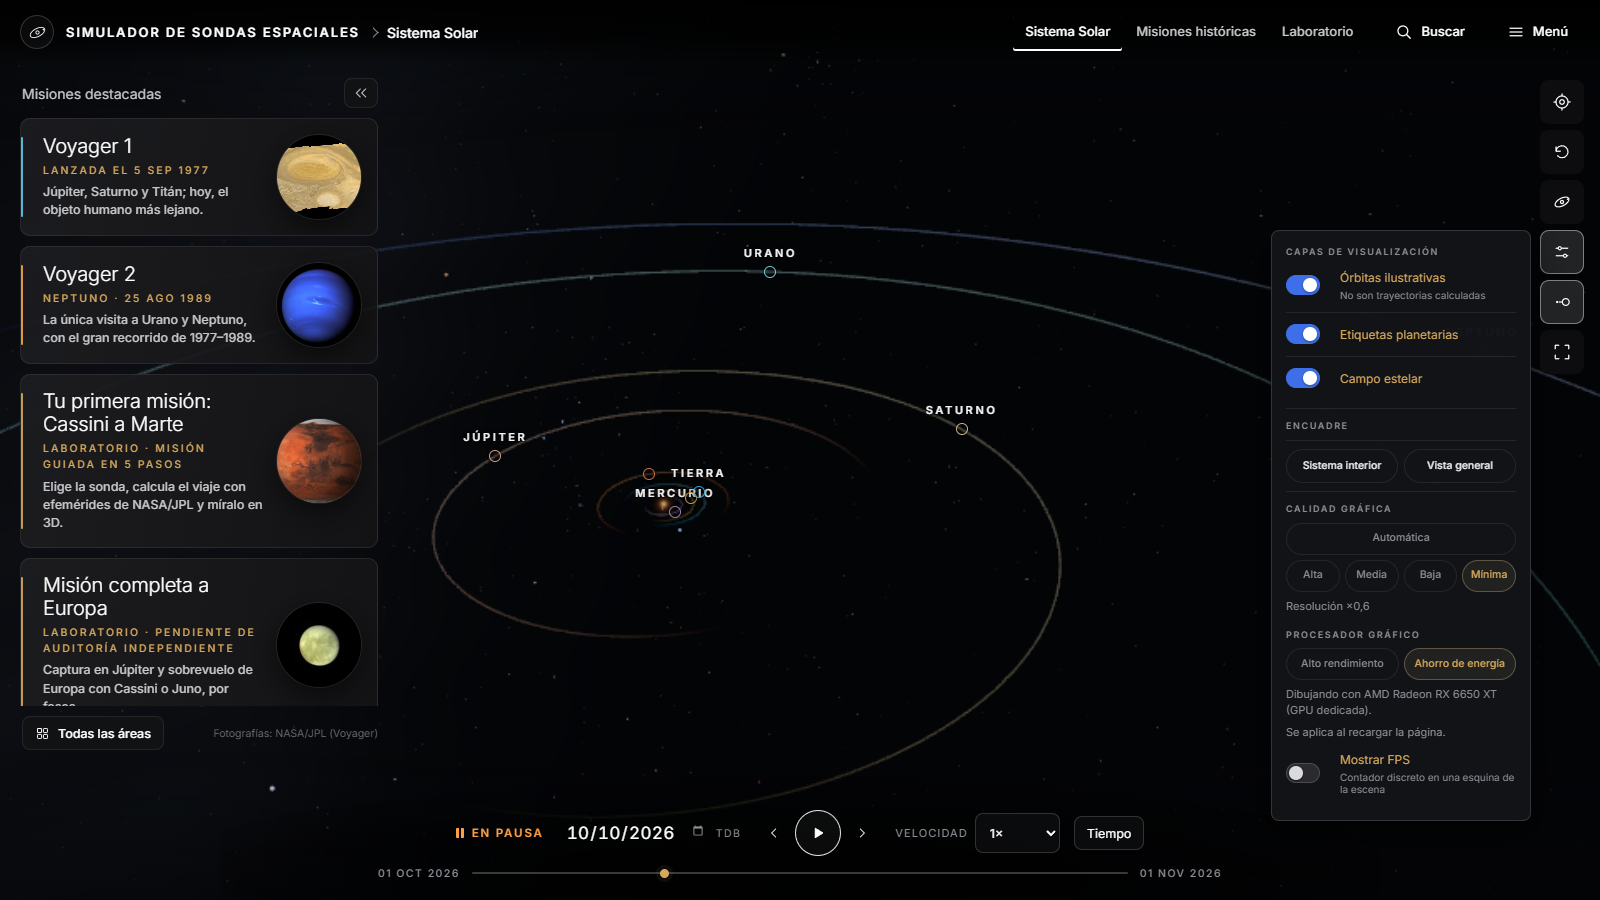 SIMULADOR DE SONDAS ESPACIALES
Sistema Solar
Sistema Solar
Misiones históricas
Laboratorio
Buscar
Menú
Misiones destacadas
Voyager 1
LANZADA EL 5 SEP 1977
Júpiter, Saturno y Titán; hoy, el
objeto humano más lejano.
Voyager 2
NEPTUNO · 25 AGO 1989
La única visita a Urano y Neptuno,
con el gran recorrido de 1977–1989.
Tu primera misión:
Cassini a Marte
LABORATORIO · MISIÓN
GUIADA EN 5 PASOS
Elige la sonda, calcula el viaje con
efemérides de NASA/JPL y míralo en
3D.
Misión completa a
Europa
LABORATORIO · PENDIENTE DE
AUDITORÍA INDEPENDIENTE
Captura en Júpiter y sobrevuelo de
Europa con Cassini o Juno, por
Todas las áreas
Fotografías: NASA/JPL (Voyager)
URANO
SATURNO
JÚPITER
TIERRA
MERCURIO
CAPAS DE VISUALIZACIÓN
Órbitas ilustrativas
No son trayectorias calculadas
Etiquetas planetarias
Campo estelar
ENCUADRE
Sistema interior
Vista general
CALIDAD GRÁFICA
Automática
Alta
Media
Baja
Mínima
Resolución ×0,6
PROCESADOR GRÁFICO
Alto rendimiento
Ahorro de energía
Dibujando con AMD Radeon RX 6650 XT
(GPU dedicada).
Se aplica al recargar la página.
Mostrar FPS
Contador discreto en una esquina de
la escena
EN PAUSA
10/10/2026
TDB
VELOCIDAD
1×
Tiempo
01 OCT 2026
01 NOV 2026